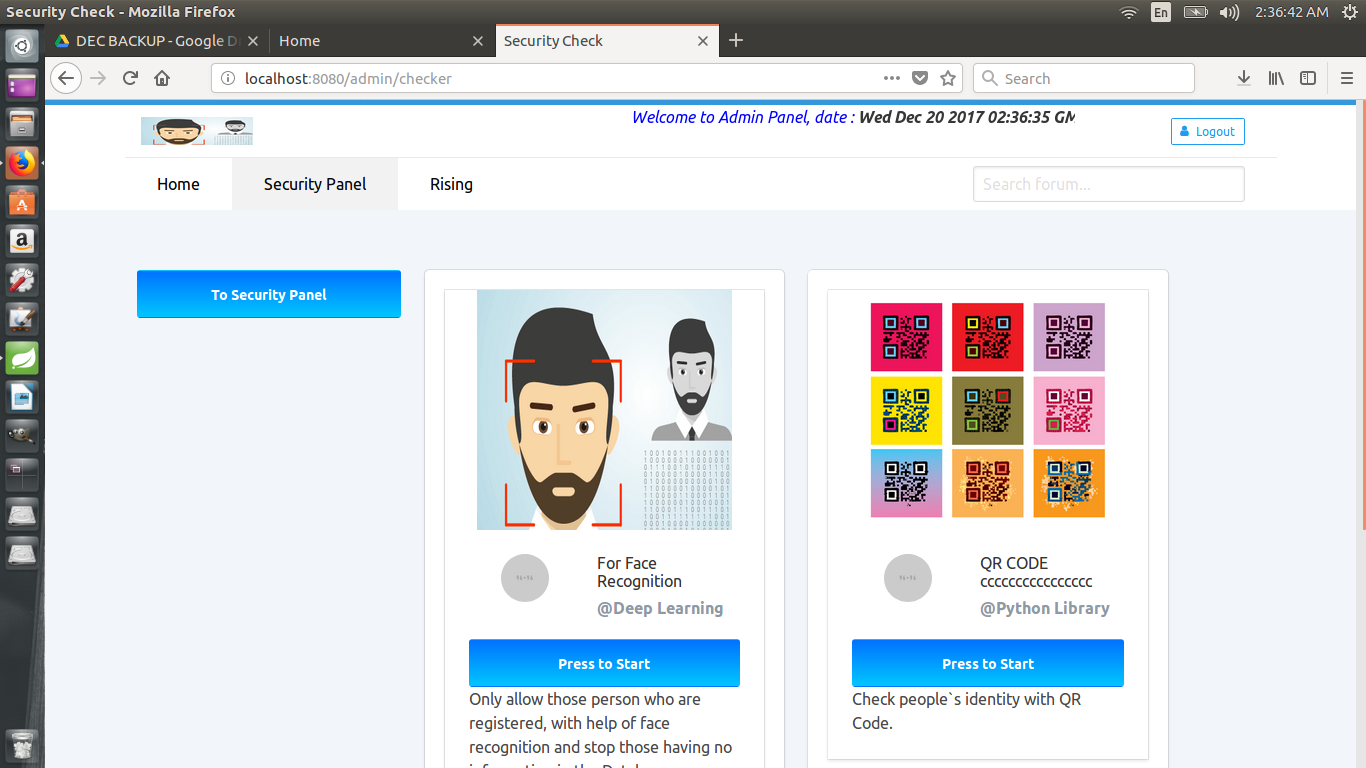 Security Check - Mozilla Firefox
En
2:36:42 AM
DEC BACKUP - Google Dr
Home
Security Check
localhost:8080/admin/checker
Search
Welcome to Admin Panel, date : Wed Dec 20 2017 02:36:35 GM
Logout
Home
Security Panel
Rising
Search forum...
To Security Panel
For Face
Recognition
@Deep Learning
Press to Start
Only allow those person who are
registered, with help of face
recognition and stop those having no
QR CODE
cccccccccccccccc
@Python Library
Press to Start
Check people`s identity with QR
Code.